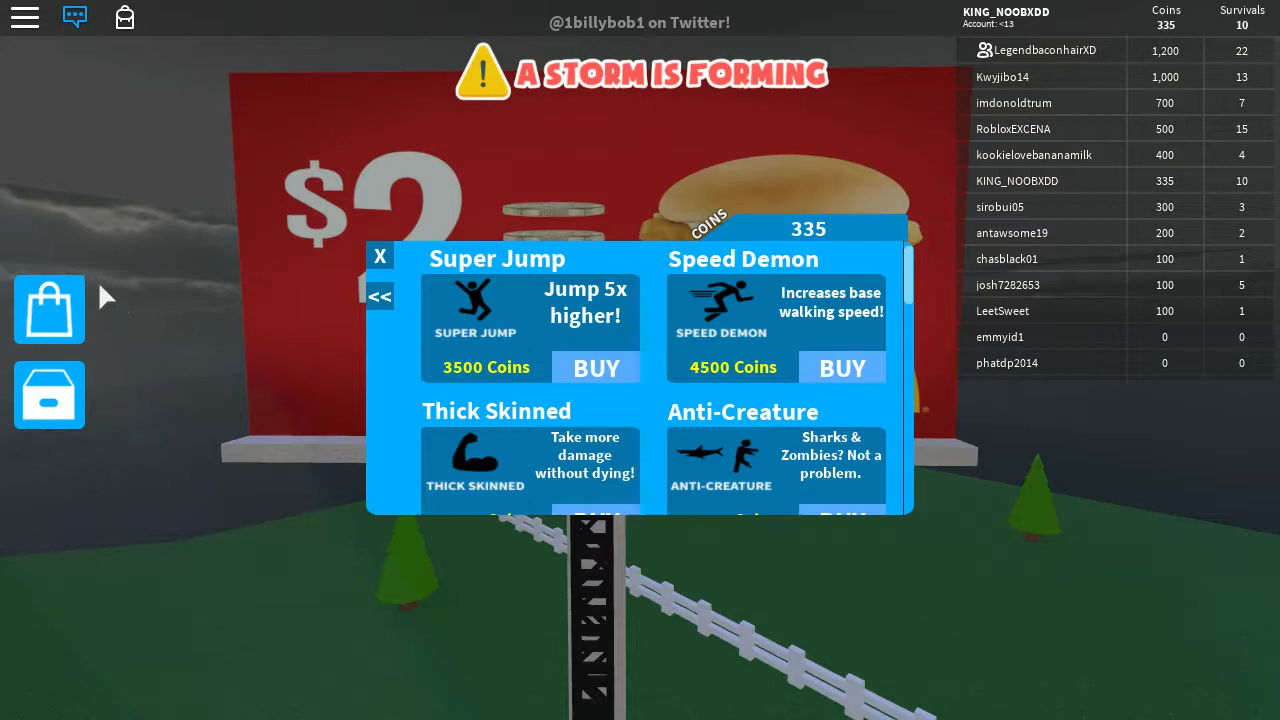 @1billybob1 on Twitter!
KING_NOOBXDD
Account: <13
Coins
335
Survivals
10
LegendbaconhairXD 1,200 22
Kwyjibo14 1,000 13
imdonoldtrum 700 7
RobloxEXCENA 500 15
kookielovebananamilk 400 4
KING_NOOBXDD 335 10
sirobui05 300 3
antawsome19 200 2
chasblack01 100 1
josh7282653 100 5
LeetSweet 100 1
emmyid1 0 0
phatdp2014 0 0
A STORM IS FORMING
$2
COINS
335
X
<<
Super Jump
Jump 5x
higher!
SUPER JUMP
3500 Coins
BUY
Speed Demon
Increases base
walking speed!
SPEED DEMON
4500 Coins
BUY
Thick Skinned
Take more
damage
without dying!
THICK SKINNED
Anti-Creature
Sharks &
Zombies? Not a
problem.
ANTI-CREATURE